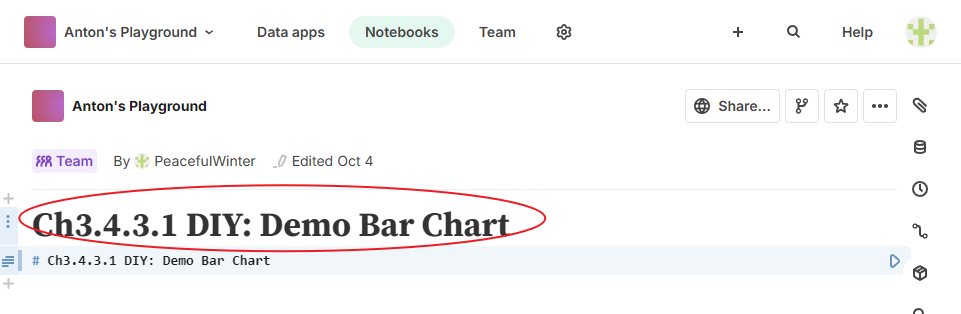 Anton's Playground Data apps Notebooks Team Help
Anton's Playground Share...
Team By PeacefulWinter Edited Oct 4
Ch3.4.3.1 DIY: Demo Bar Chart
# Ch3.4.3.1 DIY: Demo Bar Chart